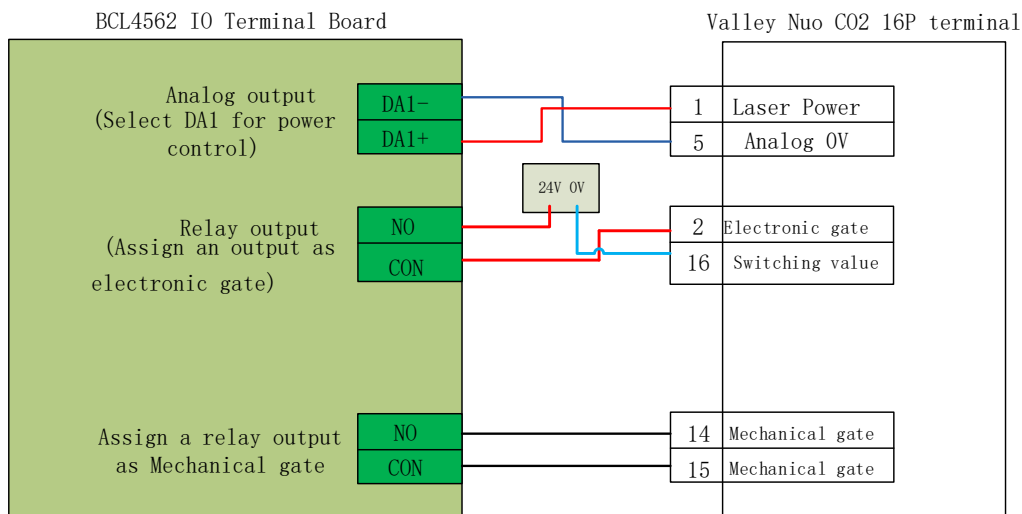 BCL4562 IO Terminal Board
Valley Nuo CO2 16P terminal
Analog output
(Select DA1 for power
control)
DA1-
DA1+
1 Laser Power
5 Analog 0V
24V 0V
Relay output
(Assign an output as
electronic gate)
NO
CON
2 Electronic gate
16 Switching value
Assign a relay output
as Mechanical gate
NO
CON
14 Mechanical gate
15 Mechanical gate